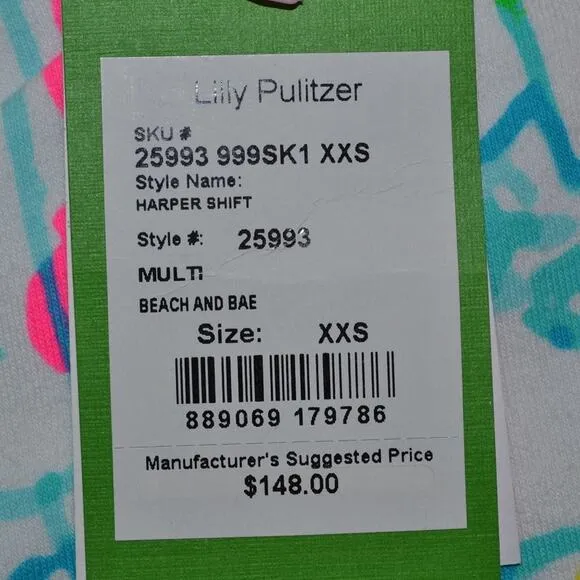 Lilly Pulitzer
SKU #
25993 999SK1 XXS
Style Name:
HARPER SHIFT
Style #: 25993
MULTI
BEACH AND BAE
Size: XXS
889069 179786
Manufacturer's Suggested Price
$148.00